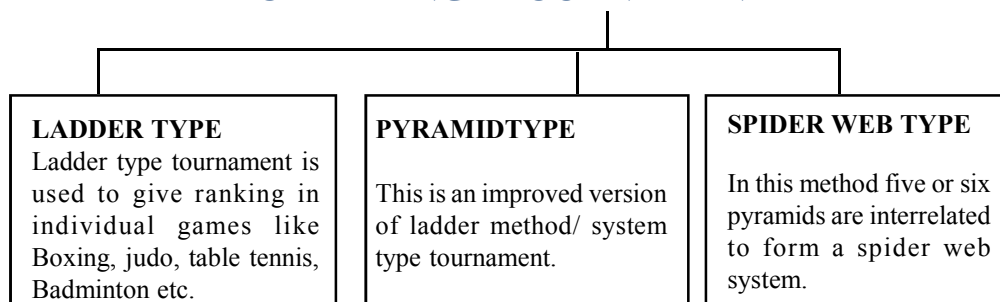 LADDER TYPE
Ladder type tournament is
used to give ranking in
individual games like
Boxing, judo, table tennis,
Badminton etc.
PYRAMIDTYPE
This is an improved version
of ladder method/ system
type tournament.
SPIDER WEB TYPE
In this method five or six
pyramids are interrelated
to form a spider web
system.